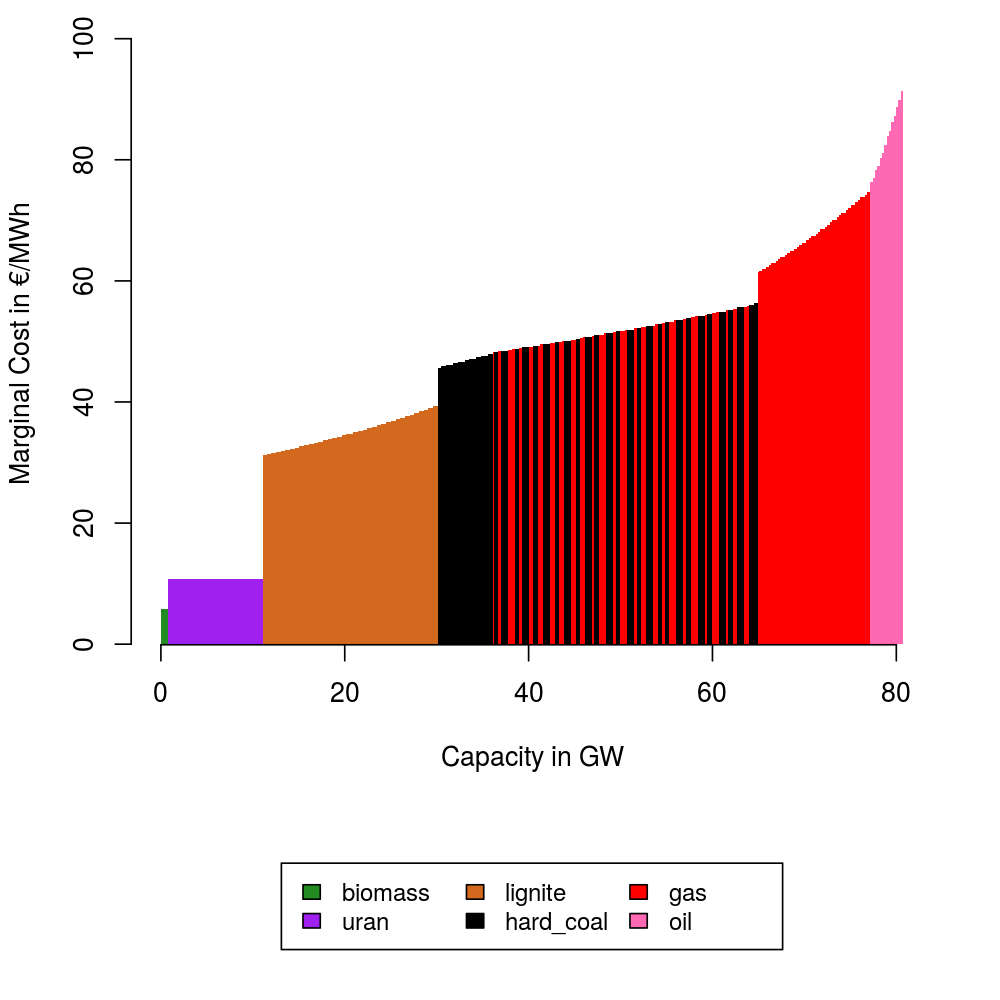 Marginal Cost in €/MWh
100
80
60
40
20
0
0 20 40 60 80
Capacity in GW
biomass lignite gas
uran hard_coal oil